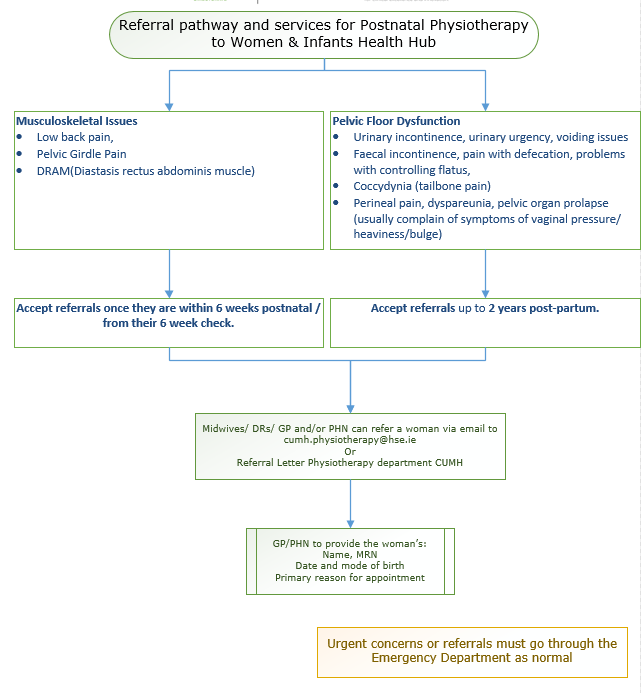 Referral pathway and services for Postnatal Physiotherapy
to Women & Infants Health Hub
Musculoskeletal Issues
• Low back pain,
• Pelvic Girdle Pain
• DRAM(Diastasis rectus abdominis muscle)
Pelvic Floor Dysfunction
• Urinary incontinence, urinary urgency, voiding issues
• Faecal incontinence, pain with defecation, problems
with controlling flatus,
• Coccydynia (tailbone pain)
• Perineal pain, dyspareunia, pelvic organ prolapse
(usually complain of symptoms of vaginal pressure/
heaviness/bulge)
Accept referrals once they are within 6 weeks postnatal /
from their 6 week check.
Accept referrals up to 2 years post-partum.
Midwives/ DRs/ GP and/or PHN can refer a woman via email to
cumh.physiotherapy@hse.ie
Or
Referral Letter Physiotherapy department CUMH
GP/PHN to provide the woman's:
Name, MRN
Date and mode of birth
Primary reason for appointment
Urgent concerns or referrals must go through the
Emergency Department as normal